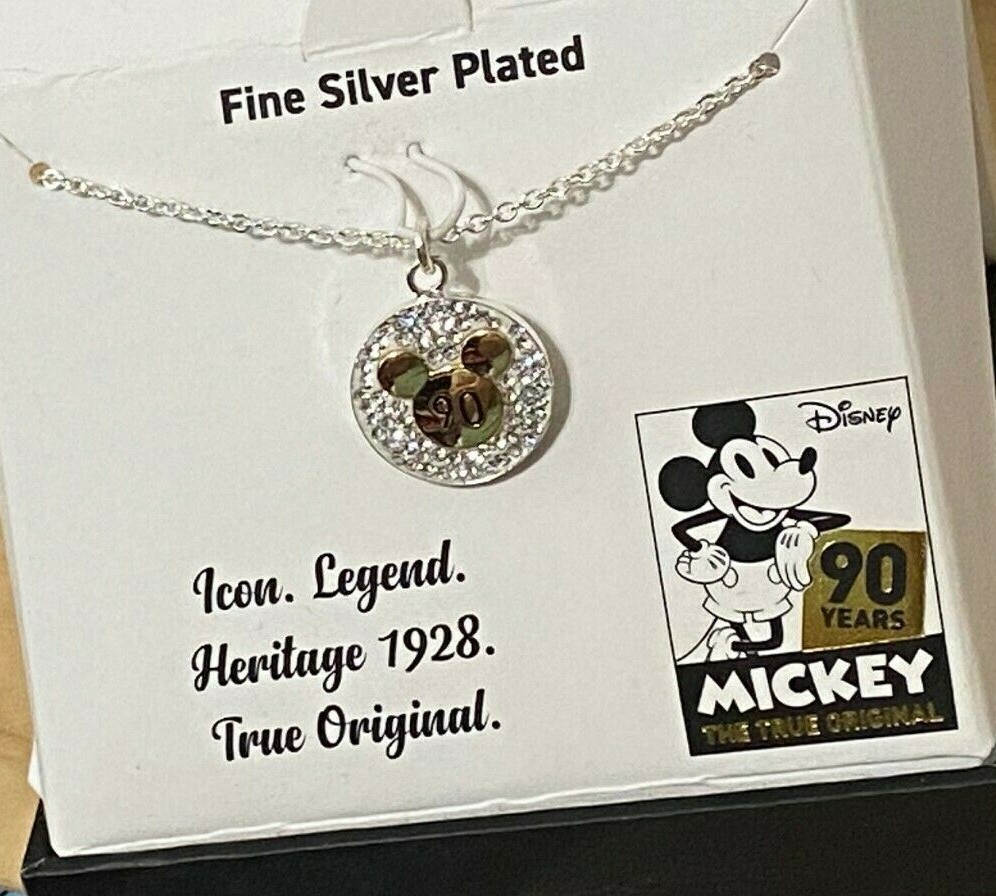 Fine Silver Plated
90
Icon. Legend.
Heritage 1928.
True Original.
Disney
90
YEARS
MICKEY
THE TRUE ORIGINAL